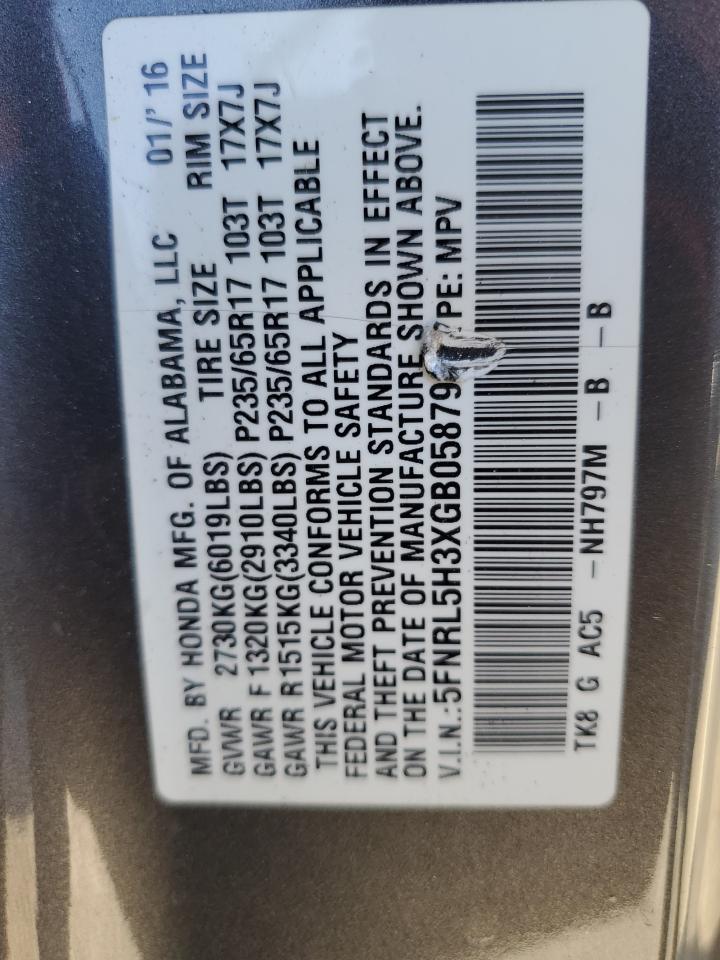 MFD. BY HONDA MFG. OF ALABAMA, LLC 01/'16
GVWR 2730KG(6019LBS) TIRE SIZE RIM SIZE
GAWR F 1320KG(2910LBS) P235/65R17 103T 17X7J
GAWR R1515KG(3340LBS) P235/65R17 103T 17X7J
THIS VEHICLE CONFORMS TO ALL APPLICABLE
FEDERAL MOTOR VEHICLE SAFETY
AND THEFT PREVENTION STANDARDS IN EFFECT
ON THE DATE OF MANUFACTURE SHOWN ABOVE.
V.I.N.:5FNRL5H3XGB05879 PE: MPV
TK8 G AC5 -NH797M -B -B